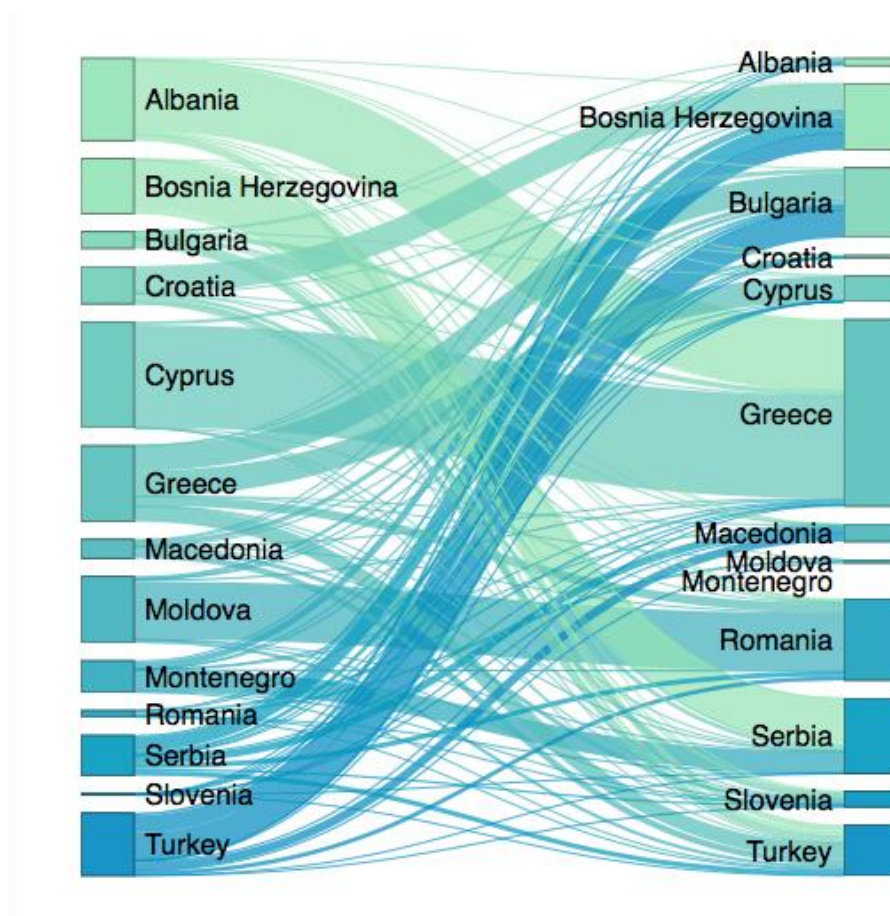 Albania
Bosnia Herzegovina
Bulgaria
Croatia
Cyprus
Greece
Macedonia
Moldova
Montenegro
Romania
Serbia
Slovenia
Turkey
Albania
Bosnia Herzegovina
Bulgaria
Croatia
Cyprus
Greece
Macedonia
Moldova
Montenegro
Romania
Serbia
Slovenia
Turkey